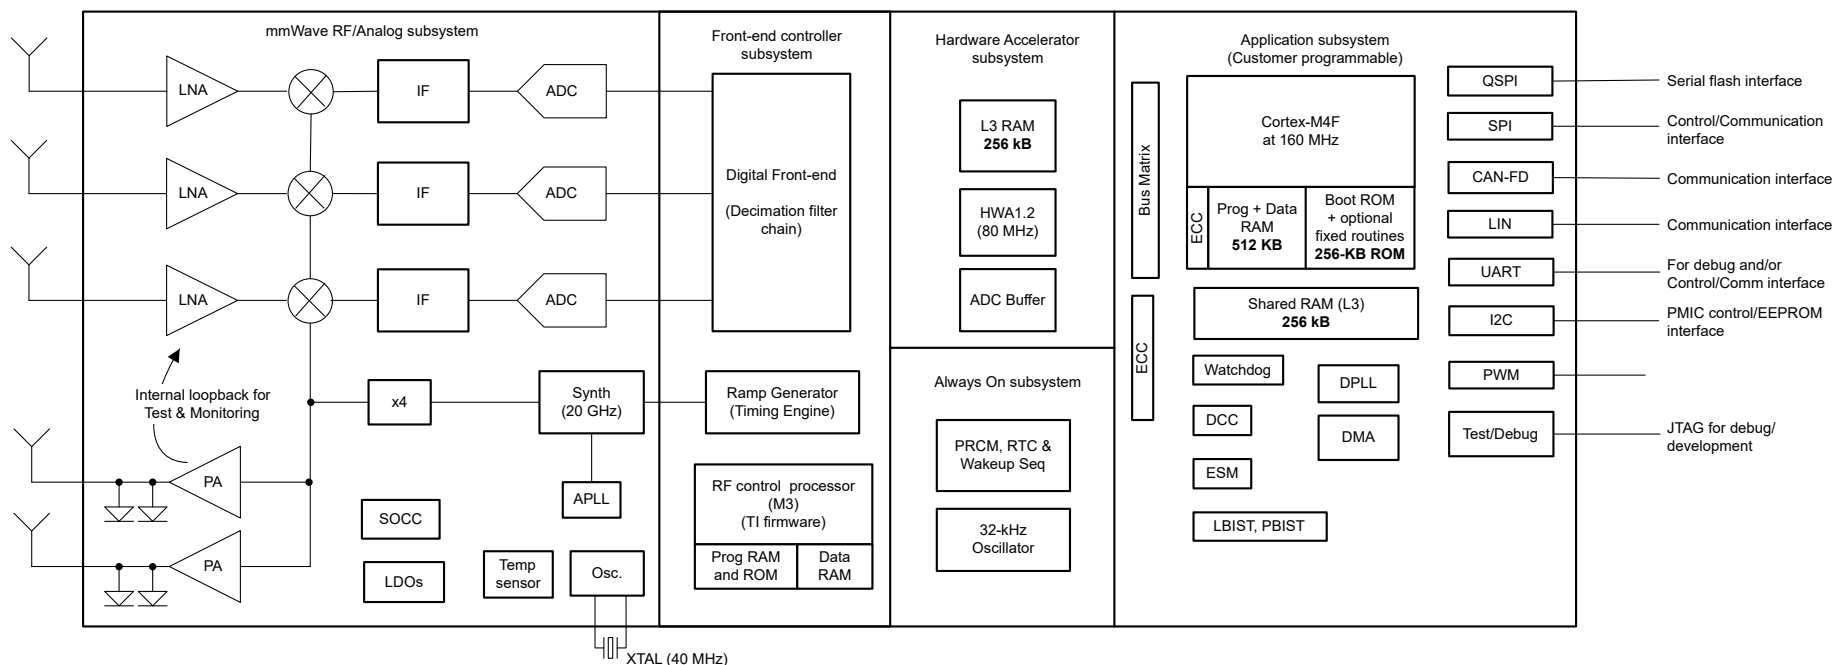 mmWave RF/Analog subsystem
LNA
IF
ADC
LNA
IF
ADC
LNA
IF
ADC
Internal loopback for
Test & Monitoring
x4
Synth
(20 GHz)
PA
APLL
SOCC
PA
LDOs
Temp
sensor
Osc.
XTAL (40 MHz)
Front-end controller
subsystem
Digital Front-end
(Decimation filter
chain)
Ramp Generator
(Timing Engine)
RF control processor
(M3)
(TI firmware)
Prog RAM
and ROM
Data
RAM
Hardware Accelerator
subsystem
L3 RAM
256 kB
HWA1.2
(80 MHz)
ADC Buffer
Always On subsystem
PRCM, RTC &
Wakeup Seq
32-kHz
Oscillator
Application subsystem
(Customer programmable)
Bus Matrix
ECC
Cortex-M4F
at 160 MHz
ECC
Prog + Data
RAM
512 KB
Boot ROM
+ optional
fixed routines
256-KB ROM
Shared RAM (L3)
256 kB
Watchdog
DPLL
DCC
DMA
ESM
LBIST, PBIST
QSPI
Serial flash interface
SPI
Control/Communication
interface
CAN-FD
Communication interface
LIN
Communication interface
UART
For debug and/or
Control/Comm interface
I2C
PMIC control/EEPROM
interface
PWM
Test/Debug
JTAG for debug/
development